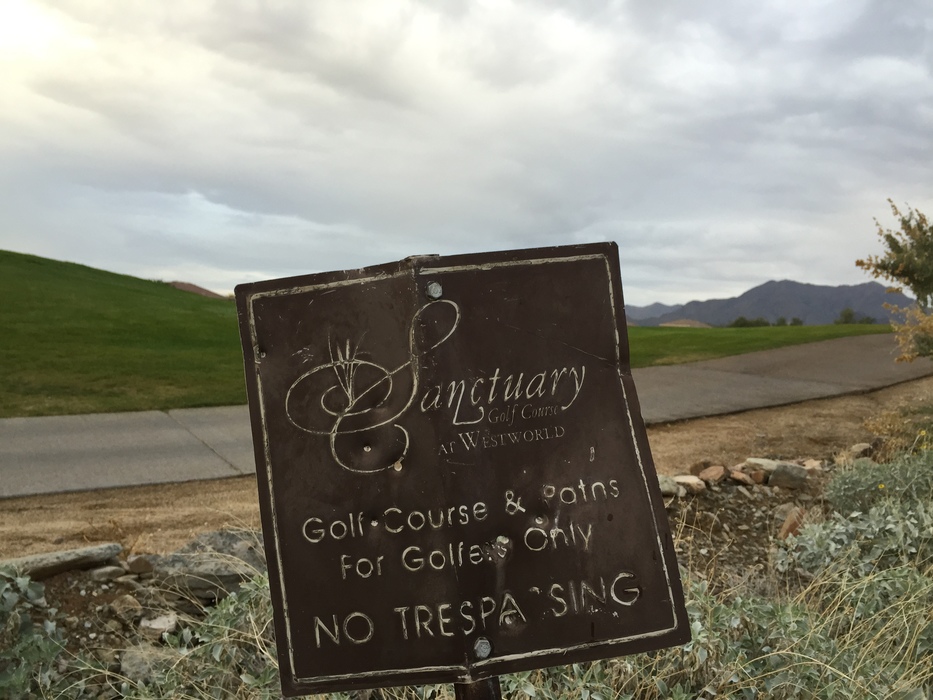 Sanctuary
Golf Course
AT WESTWORLD
Golf Course & Paths
For Golfers Only
NO TRESPASSING